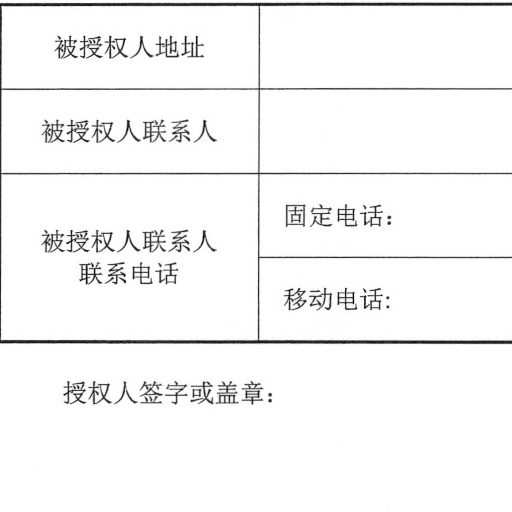 被授权人地址
被授权人联系人
被授权人联系人
联系电话
固定电话：
移动电话:
授权人签字或盖章：